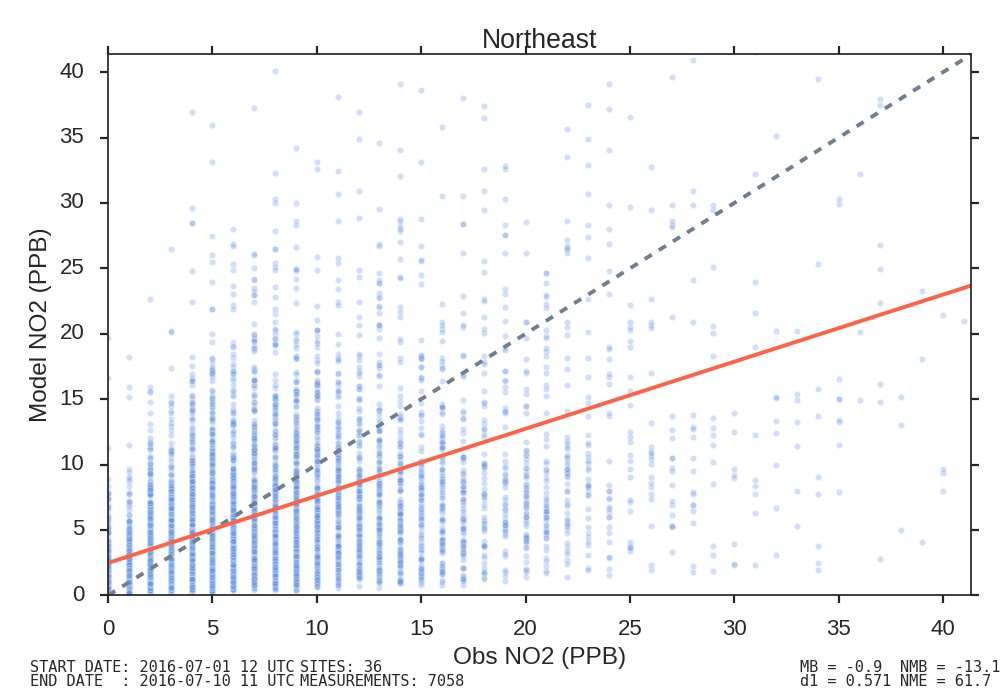 Northeast
40
35
30
25
20
15
10
5
0
Model NO2 (PPB)
0 5 10 15 20 25 30 35 40
Obs NO2 (PPB)
START DATE: 2016-07-01 12 UTC SITES: 36 MB = -0.9 NMB = -13.1
END DATE : 2016-07-10 11 UTC MEASUREMENTS: 7058 d1 = 0.571 NME = 61.7